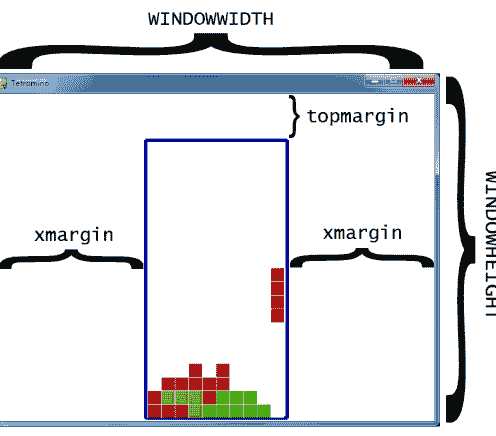 WINDOWWIDTH
Tetromino
topmargin
xmargin
xmargin
WINDOWHEIGHT